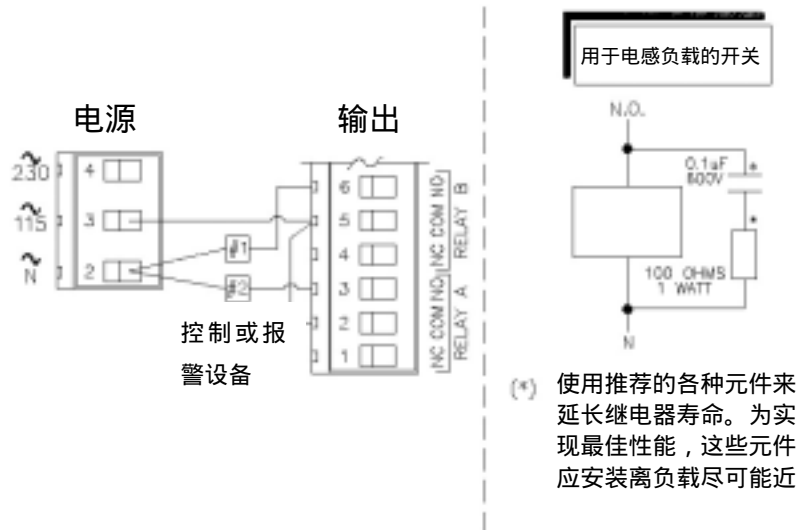 用于电感负载的开关
电源
输出
230
4
115
3
N
2
#1
#2
6
5
4
3
2
1
NC COM NO
RELAY B
NC COM NO
RELAY A
控制或报
警设备
N.O.
0.1uF
600V
*
*
100 OHMS
1 WATT
N
(*) 使用推荐的各种元件来
延长继电器寿命。为实
现最佳性能，这些元件
应安装离负载尽可能近